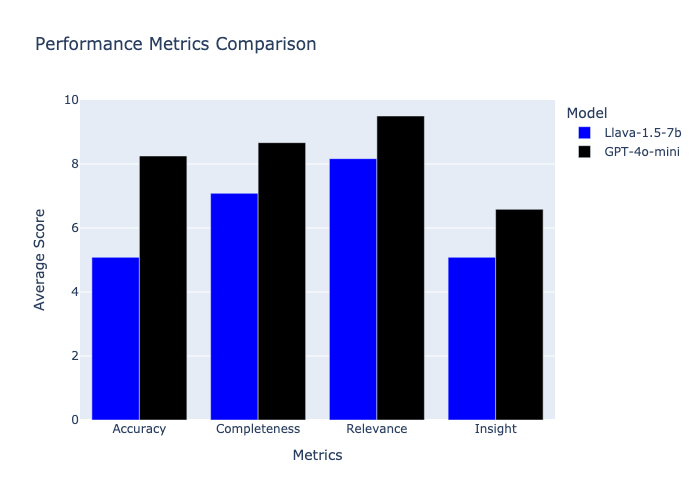 Performance Metrics Comparison
Model
Llava-1.5-7b
GPT-4o-mini
Average Score
10
8
6
4
2
0
Accuracy Completeness Relevance Insight
Metrics